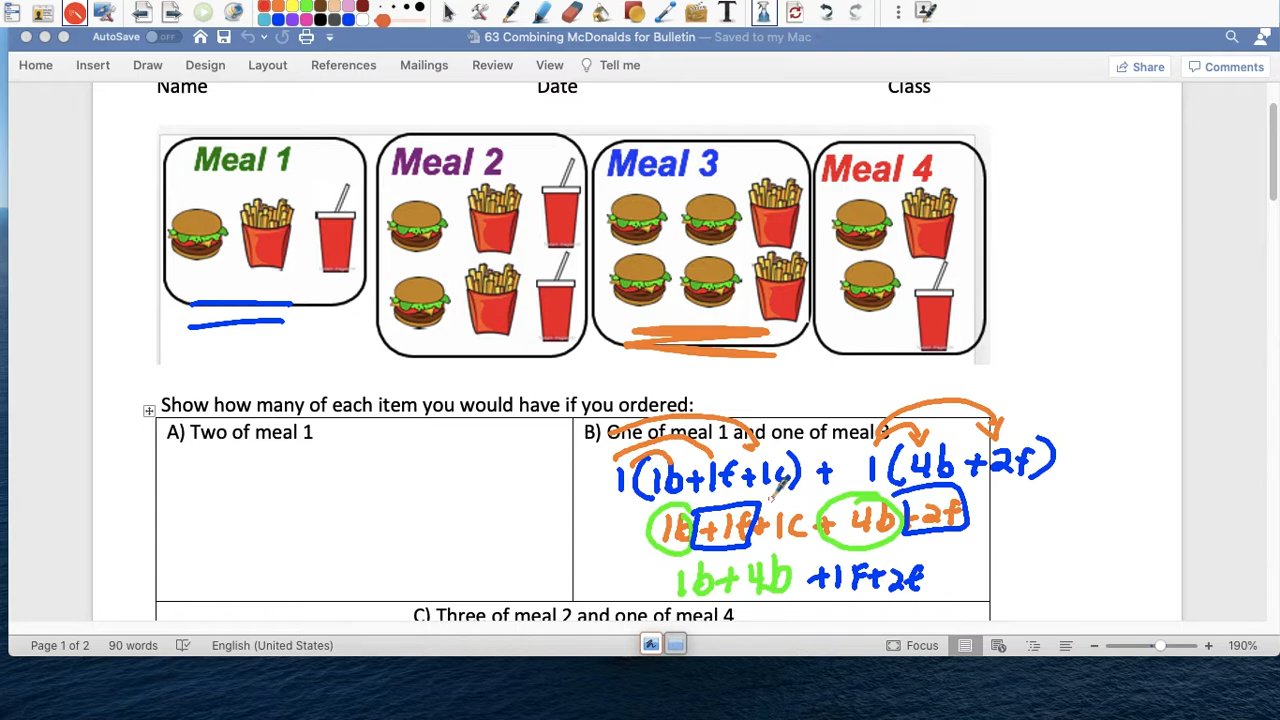 AutoSave OFF 63 Combining McDonalds for Bulletin — Saved to my Mac
Home Insert Draw Design Layout References Mailings Review View Tell me Share Comments
Name Date Class
Meal 1 Meal 2 Meal 3 Meal 4
Show how many of each item you would have if you ordered:
A) Two of meal 1
B) One of meal 1 and one of meal 3
1(1b+1f+1c) + 1(4b+2f)
1b+1f+1c+4b+2f
1b+4b +1f+2f
C) Three of meal 2 and one of meal 4
Page 1 of 2 90 words English (United States) Focus 190%